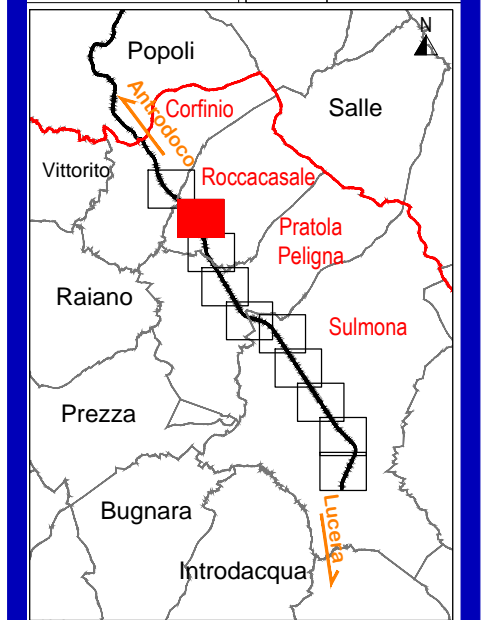 N
Popoli
Antrodoco
Corfinio
Salle
Vittorito
Roccacasale
Pratola
Peligna
Raiano
Sulmona
Prezza
Bugnara
Lucera
Introdacqua